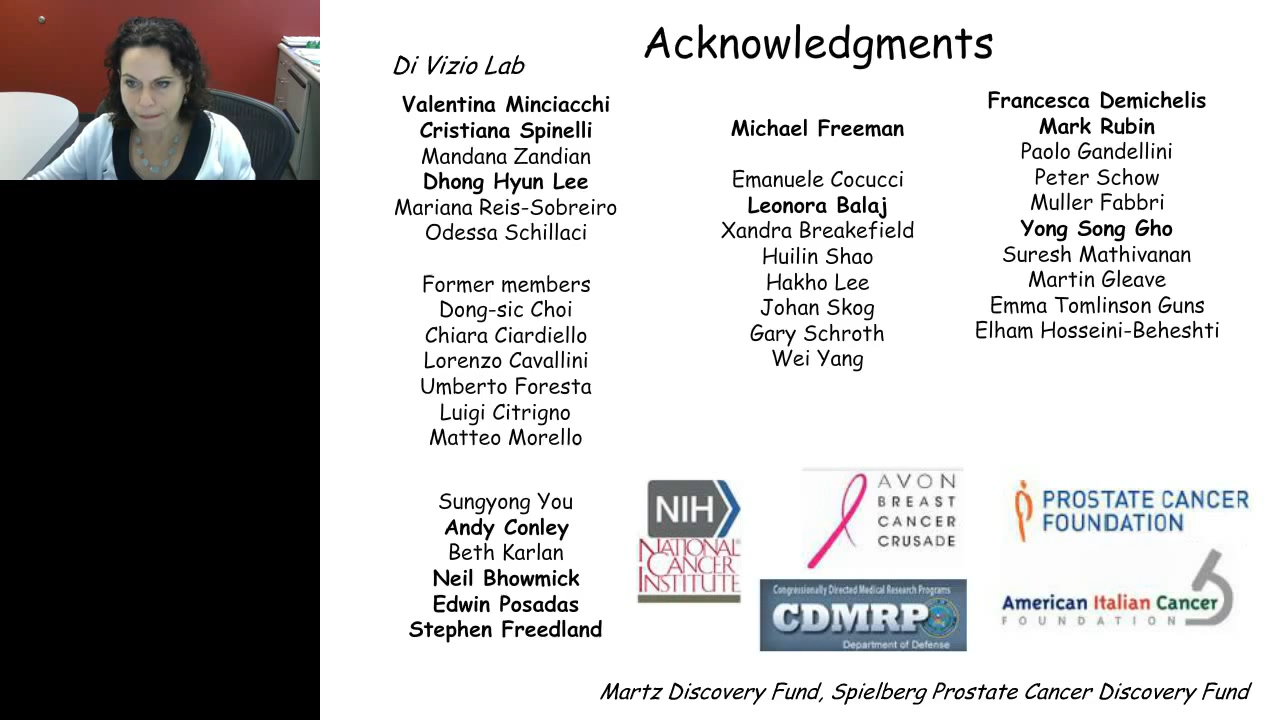 Acknowledgments
Di Vizio Lab
Valentina Minciacchi
Cristiana Spinelli
Mandana Zandian
Dhong Hyun Lee
Mariana Reis-Sobreiro
Odessa Schillaci
Former members
Dong-sic Choi
Chiara Ciardiello
Lorenzo Cavallini
Umberto Foresta
Luigi Citrigno
Matteo Morello
Sungyong You
Andy Conley
Beth Karlan
Neil Bhowmick
Edwin Posadas
Stephen Freedland
Michael Freeman
Emanuele Cocucci
Leonora Balaj
Xandra Breakefield
Huilin Shao
Hakho Lee
Johan Skog
Gary Schroth
Wei Yang
Francesca Demichelis
Mark Rubin
Paolo Gandellini
Peter Schow
Muller Fabbri
Yong Song Gho
Suresh Mathivanan
Martin Gleave
Emma Tomlinson Guns
Elham Hosseini-Beheshti
NIH
NATIONAL
CANCER
INSTITUTE
AVON
BREAST
CANCER
CRUSADE
Congressionally Directed Medical Research Programs
CDMRP
Department of Defense
PROSTATE CANCER
FOUNDATION
American Italian Cancer
FOUNDATION
Martz Discovery Fund, Spielberg Prostate Cancer Discovery Fund